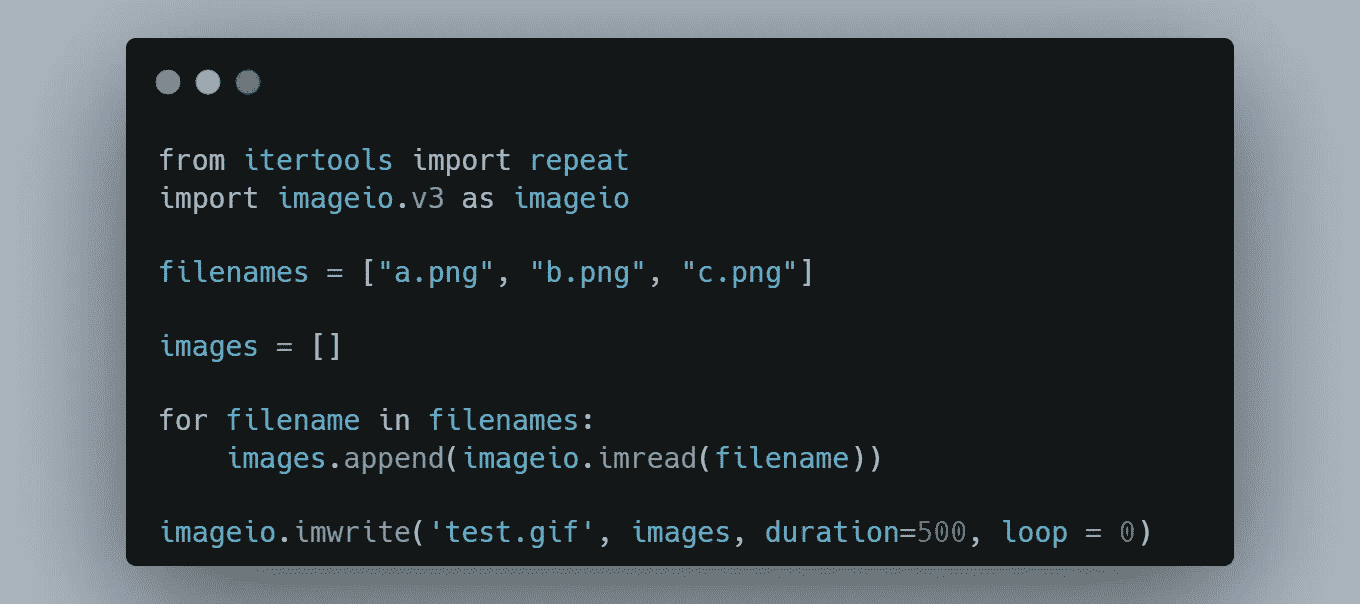 from itertools import repeat
import imageio.v3 as imageio
filenames = ["a.png", "b.png", "c.png"]
images = []
for filename in filenames:
    images.append(imageio.imread(filename))
imageio.imwrite('test.gif', images, duration=500, loop = 0)